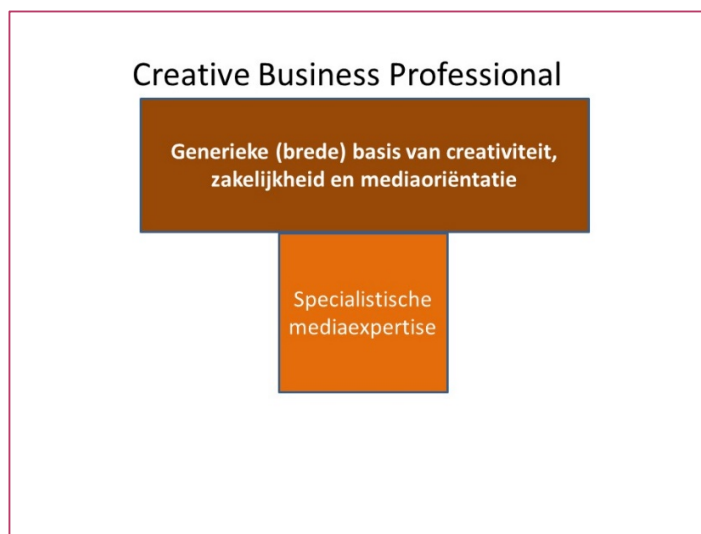 Creative Business Professional
Generieke (brede) basis van creativiteit,
zakelijkheid en mediaoriëntatie
Specialistische
mediaexpertise